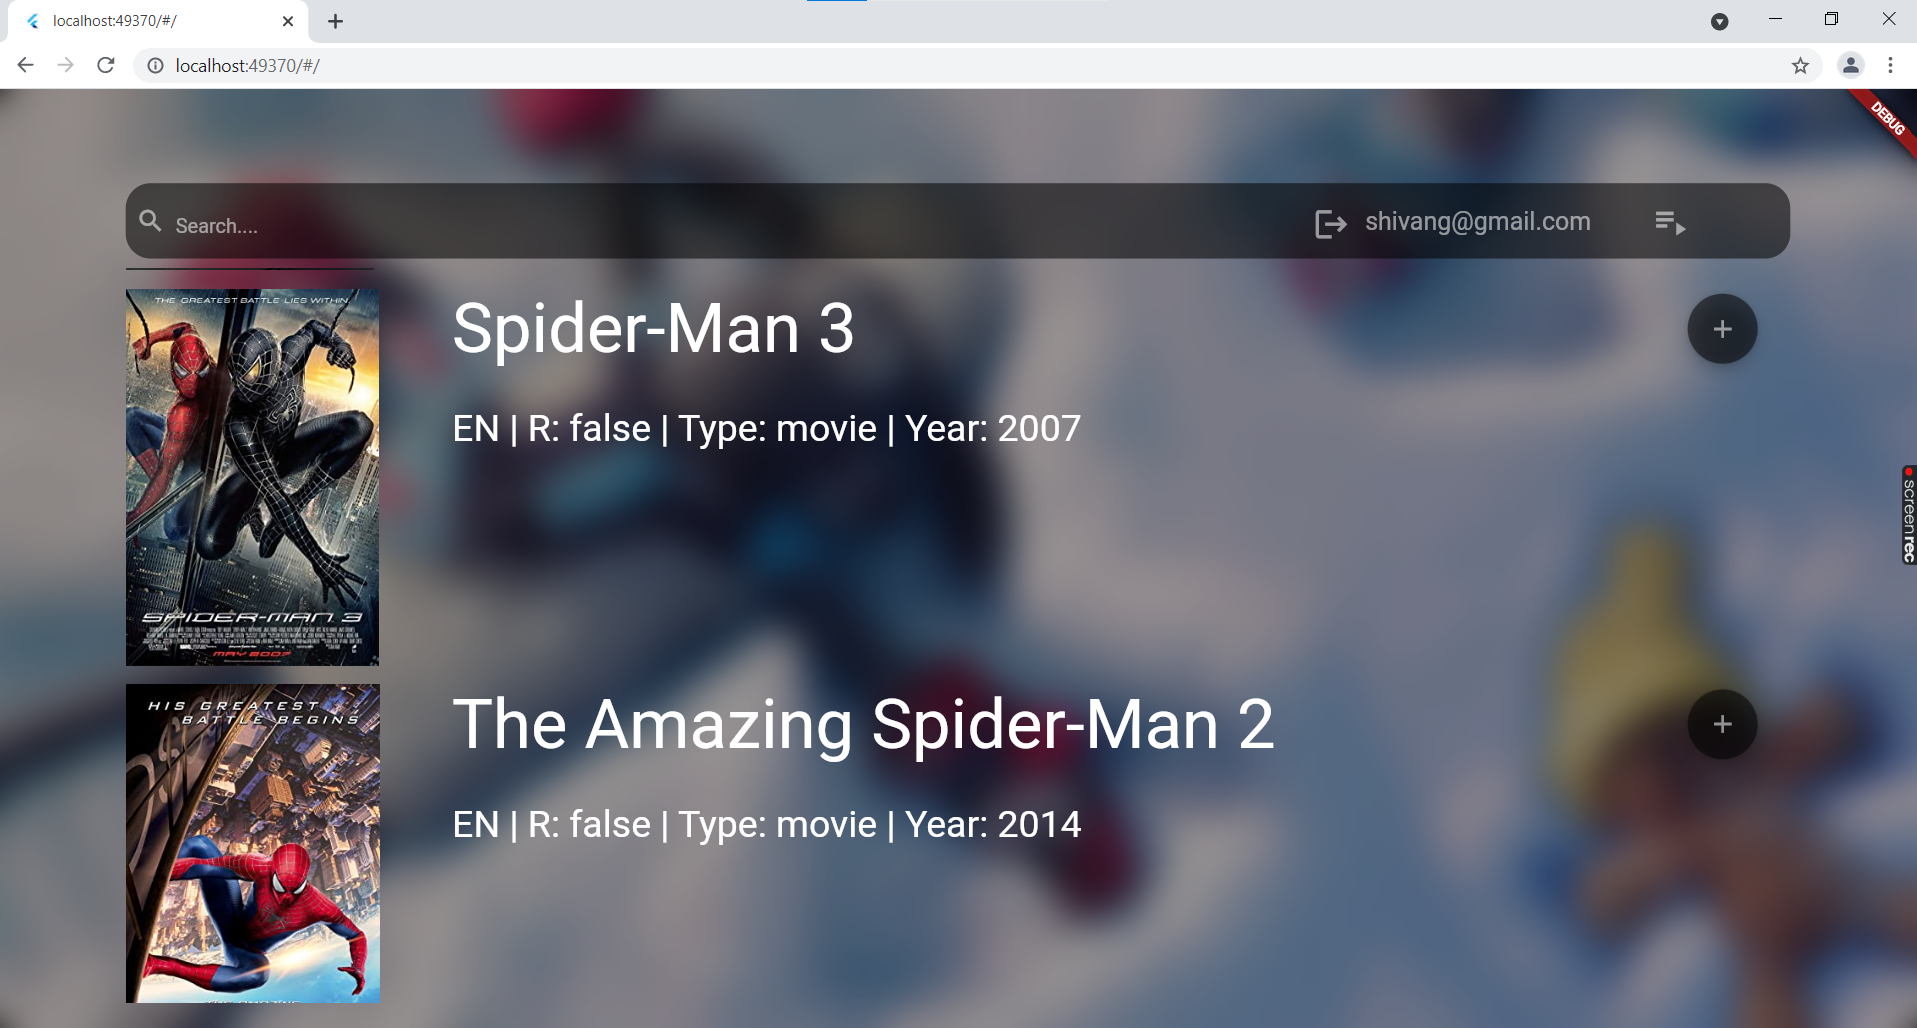 localhost:49370/#/
localhost:49370/#/
DEBUG
Search....
shivang@gmail.com
THE GREATEST BATTLE LIES WITHIN.
SPIDER-MAN 3
MAY 2007
Spider-Man 3
EN | R: false | Type: movie | Year: 2007
screenrec
HIS GREATEST
BATTLE BEGINS
The Amazing Spider-Man 2
EN | R: false | Type: movie | Year: 2014